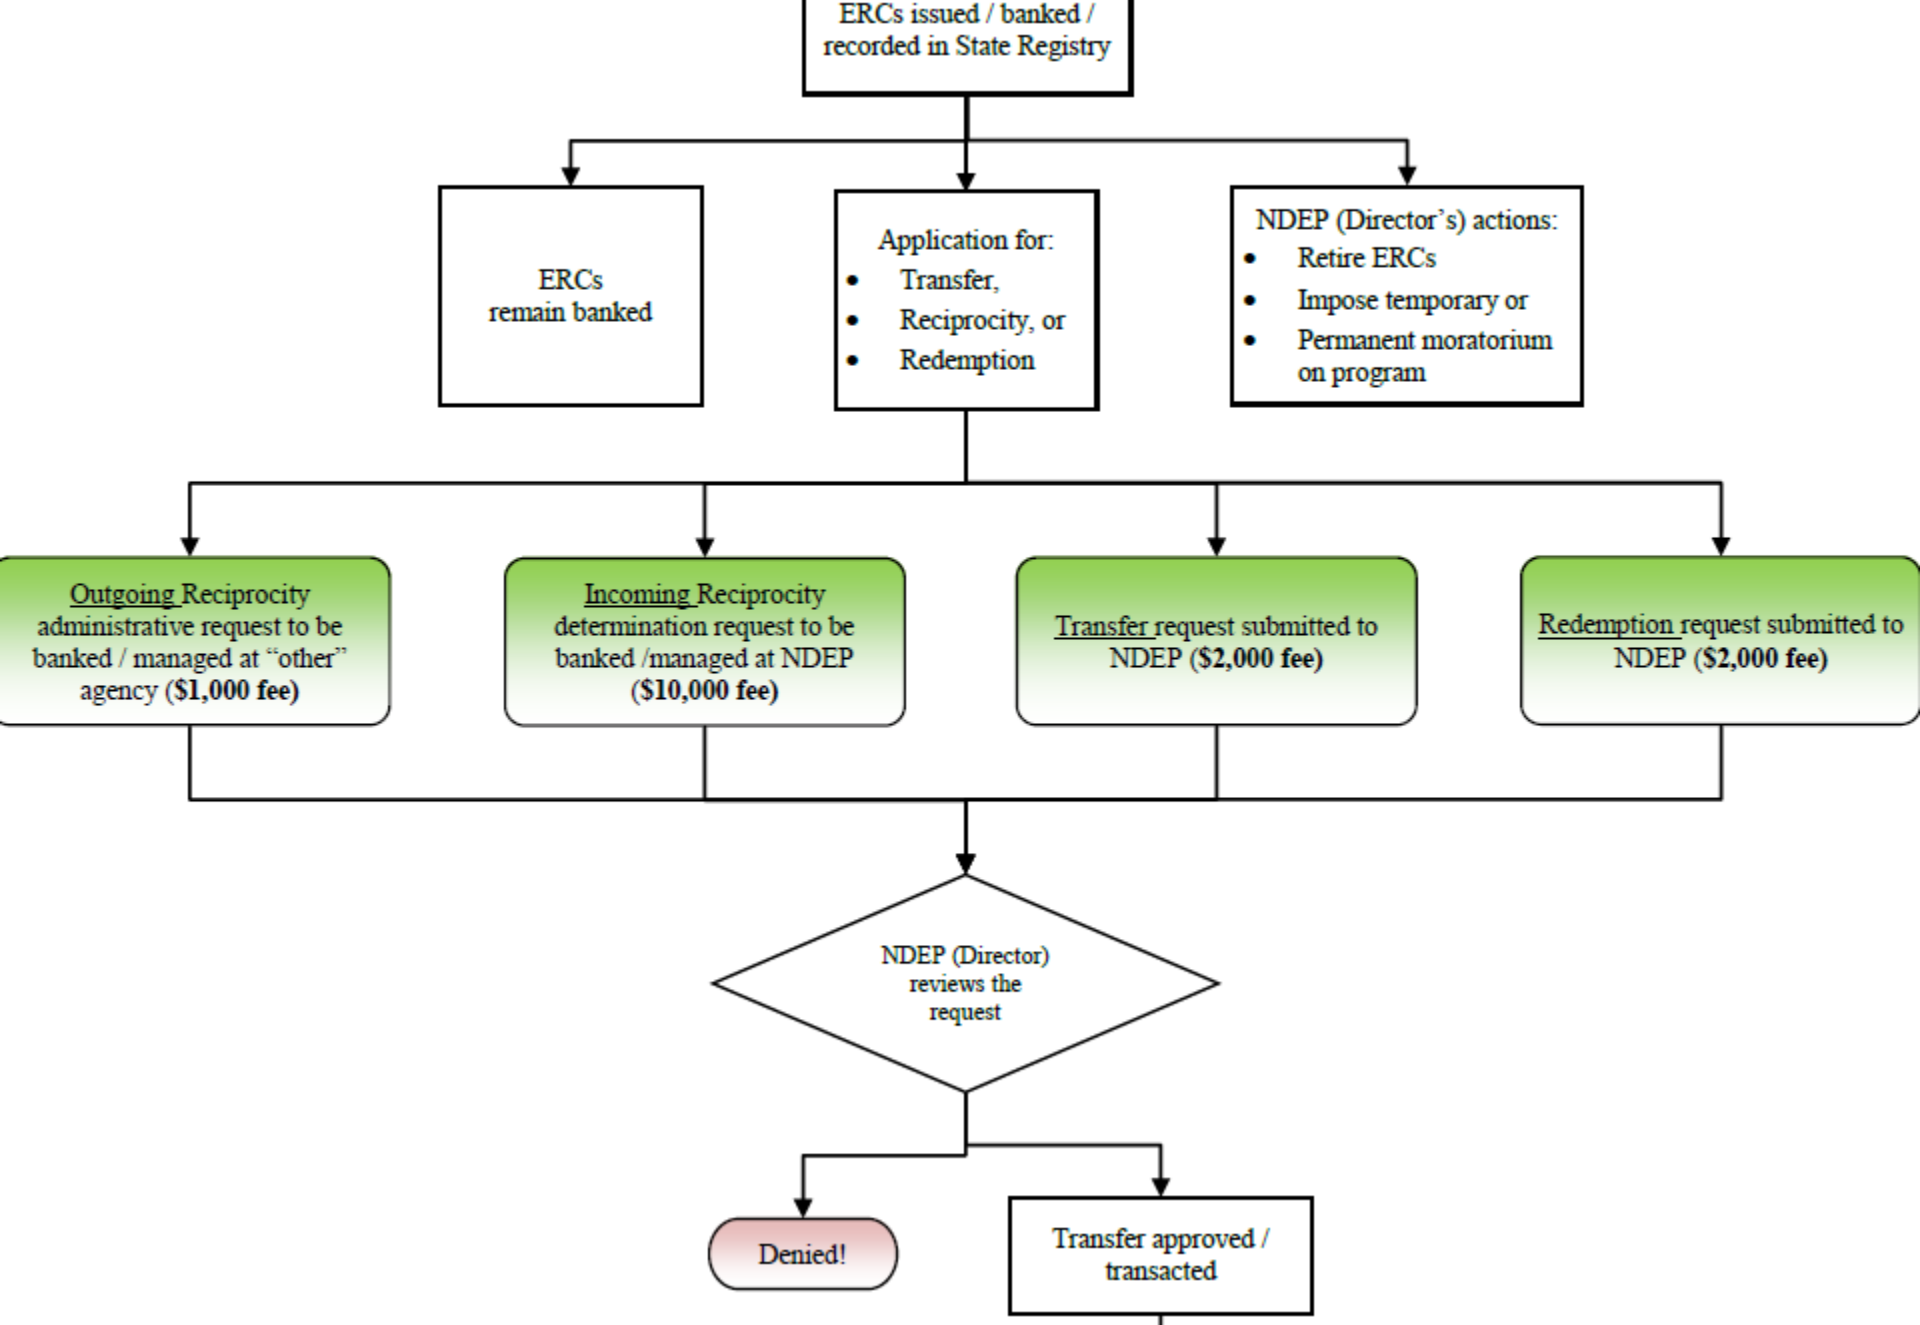 ERCs issued / banked /
recorded in State Registry
ERCs
remain banked
Application for:
• Transfer,
• Reciprocity, or
• Redemption
NDEP (Director’s) actions:
• Retire ERCs
• Impose temporary or
• Permanent moratorium
on program
Outgoing Reciprocity
administrative request to be
banked / managed at “other”
agency ($1,000 fee)
Incoming Reciprocity
determination request to be
banked /managed at NDEP
($10,000 fee)
Transfer request submitted to
NDEP ($2,000 fee)
Redemption request submitted to
NDEP ($2,000 fee)
NDEP (Director)
reviews the
request
Denied!
Transfer approved /
transacted